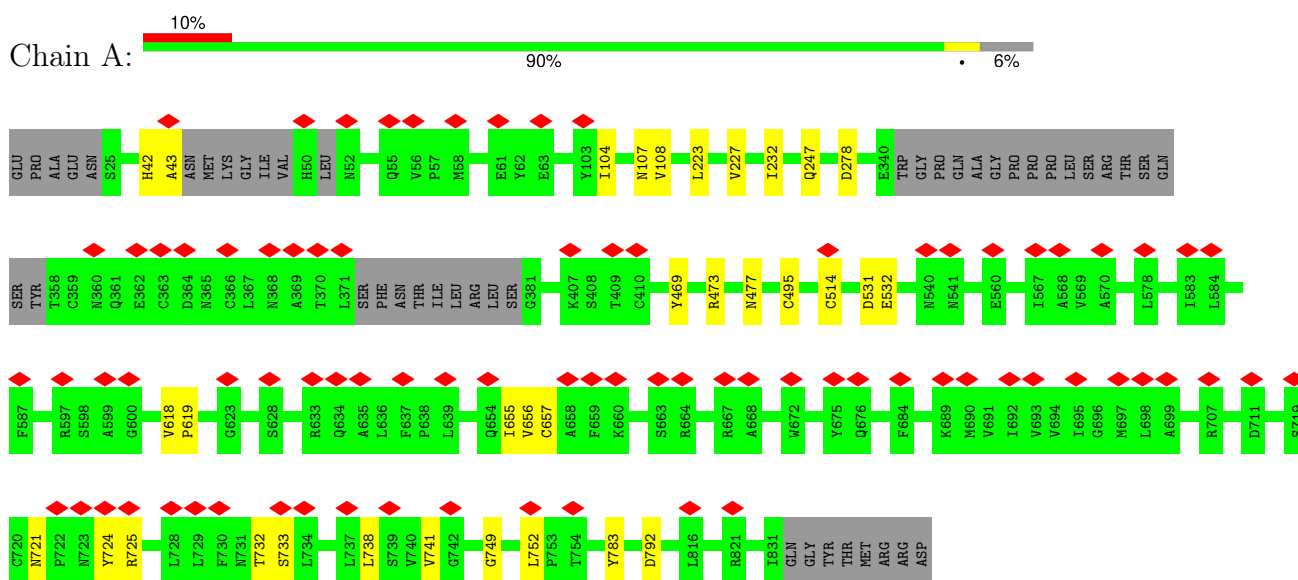 10%
Chain A:
90% • 6%
GLU PRO ALA GLU ASN S25 H42 A43 ASN MET LYS GLY ILE VAL H50 LEU N52 Q55 V56 P57 M58 E61 Y62 E63 Y103 I104 N107 V108 L223 V227 I232 Q247 D278 E340 TRP GLY PRO GLN ALA GLY PRO PRO PRO LEU SER ARG THR SER GLN
SER TYR T358 C359 N360 Q361 E362 C363 D364 N365 C366 L367 N368 A369 T370 L371 SER PHE ASN THR ILE LEU ARG LEU SER G381 K407 S408 T409 C410 Y469 R473 N477 C495 C514 D531 E532 N540 N541 E560 I567 A568 V569 A570 L578 I583 L584
F587 R597 S598 A599 G600 V618 P619 G623 S628 R633 Q634 A635 L636 F637 P638 L639 Q654 I655 V656 C657 A658 F659 K660 S663 R664 R667 A668 W672 Y675 Q676 F684 K689 M690 V691 I692 V693 V694 I695 G696 M697 L698 A699 R707 D711 S719
C720 N721 P722 N723 Y724 R725 L728 L729 F730 N731 T732 S733 L734 L737 L738 S739 V740 V741 G742 G749 L752 P753 T754 Y783 D792 L816 R821 I831 GLN GLY TYR THR MET ARG ARG ASP